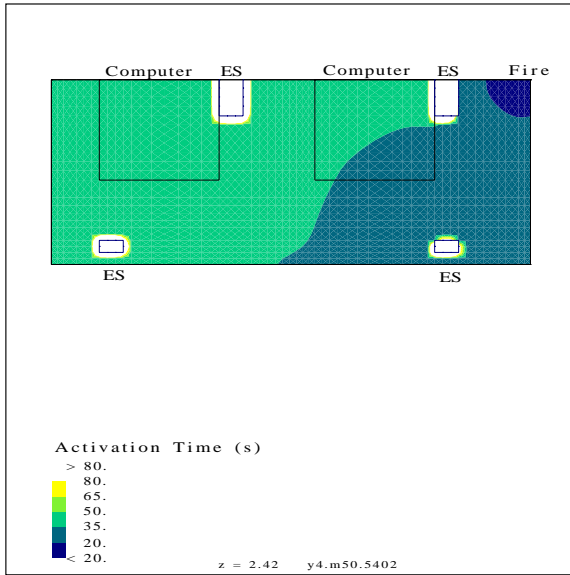 Computer ES Computer ES Fire
ES ES
Activation Time (s)
> 80.
80.
65.
50.
35.
20.
< 20.
z = 2.42 y4.m50.5402